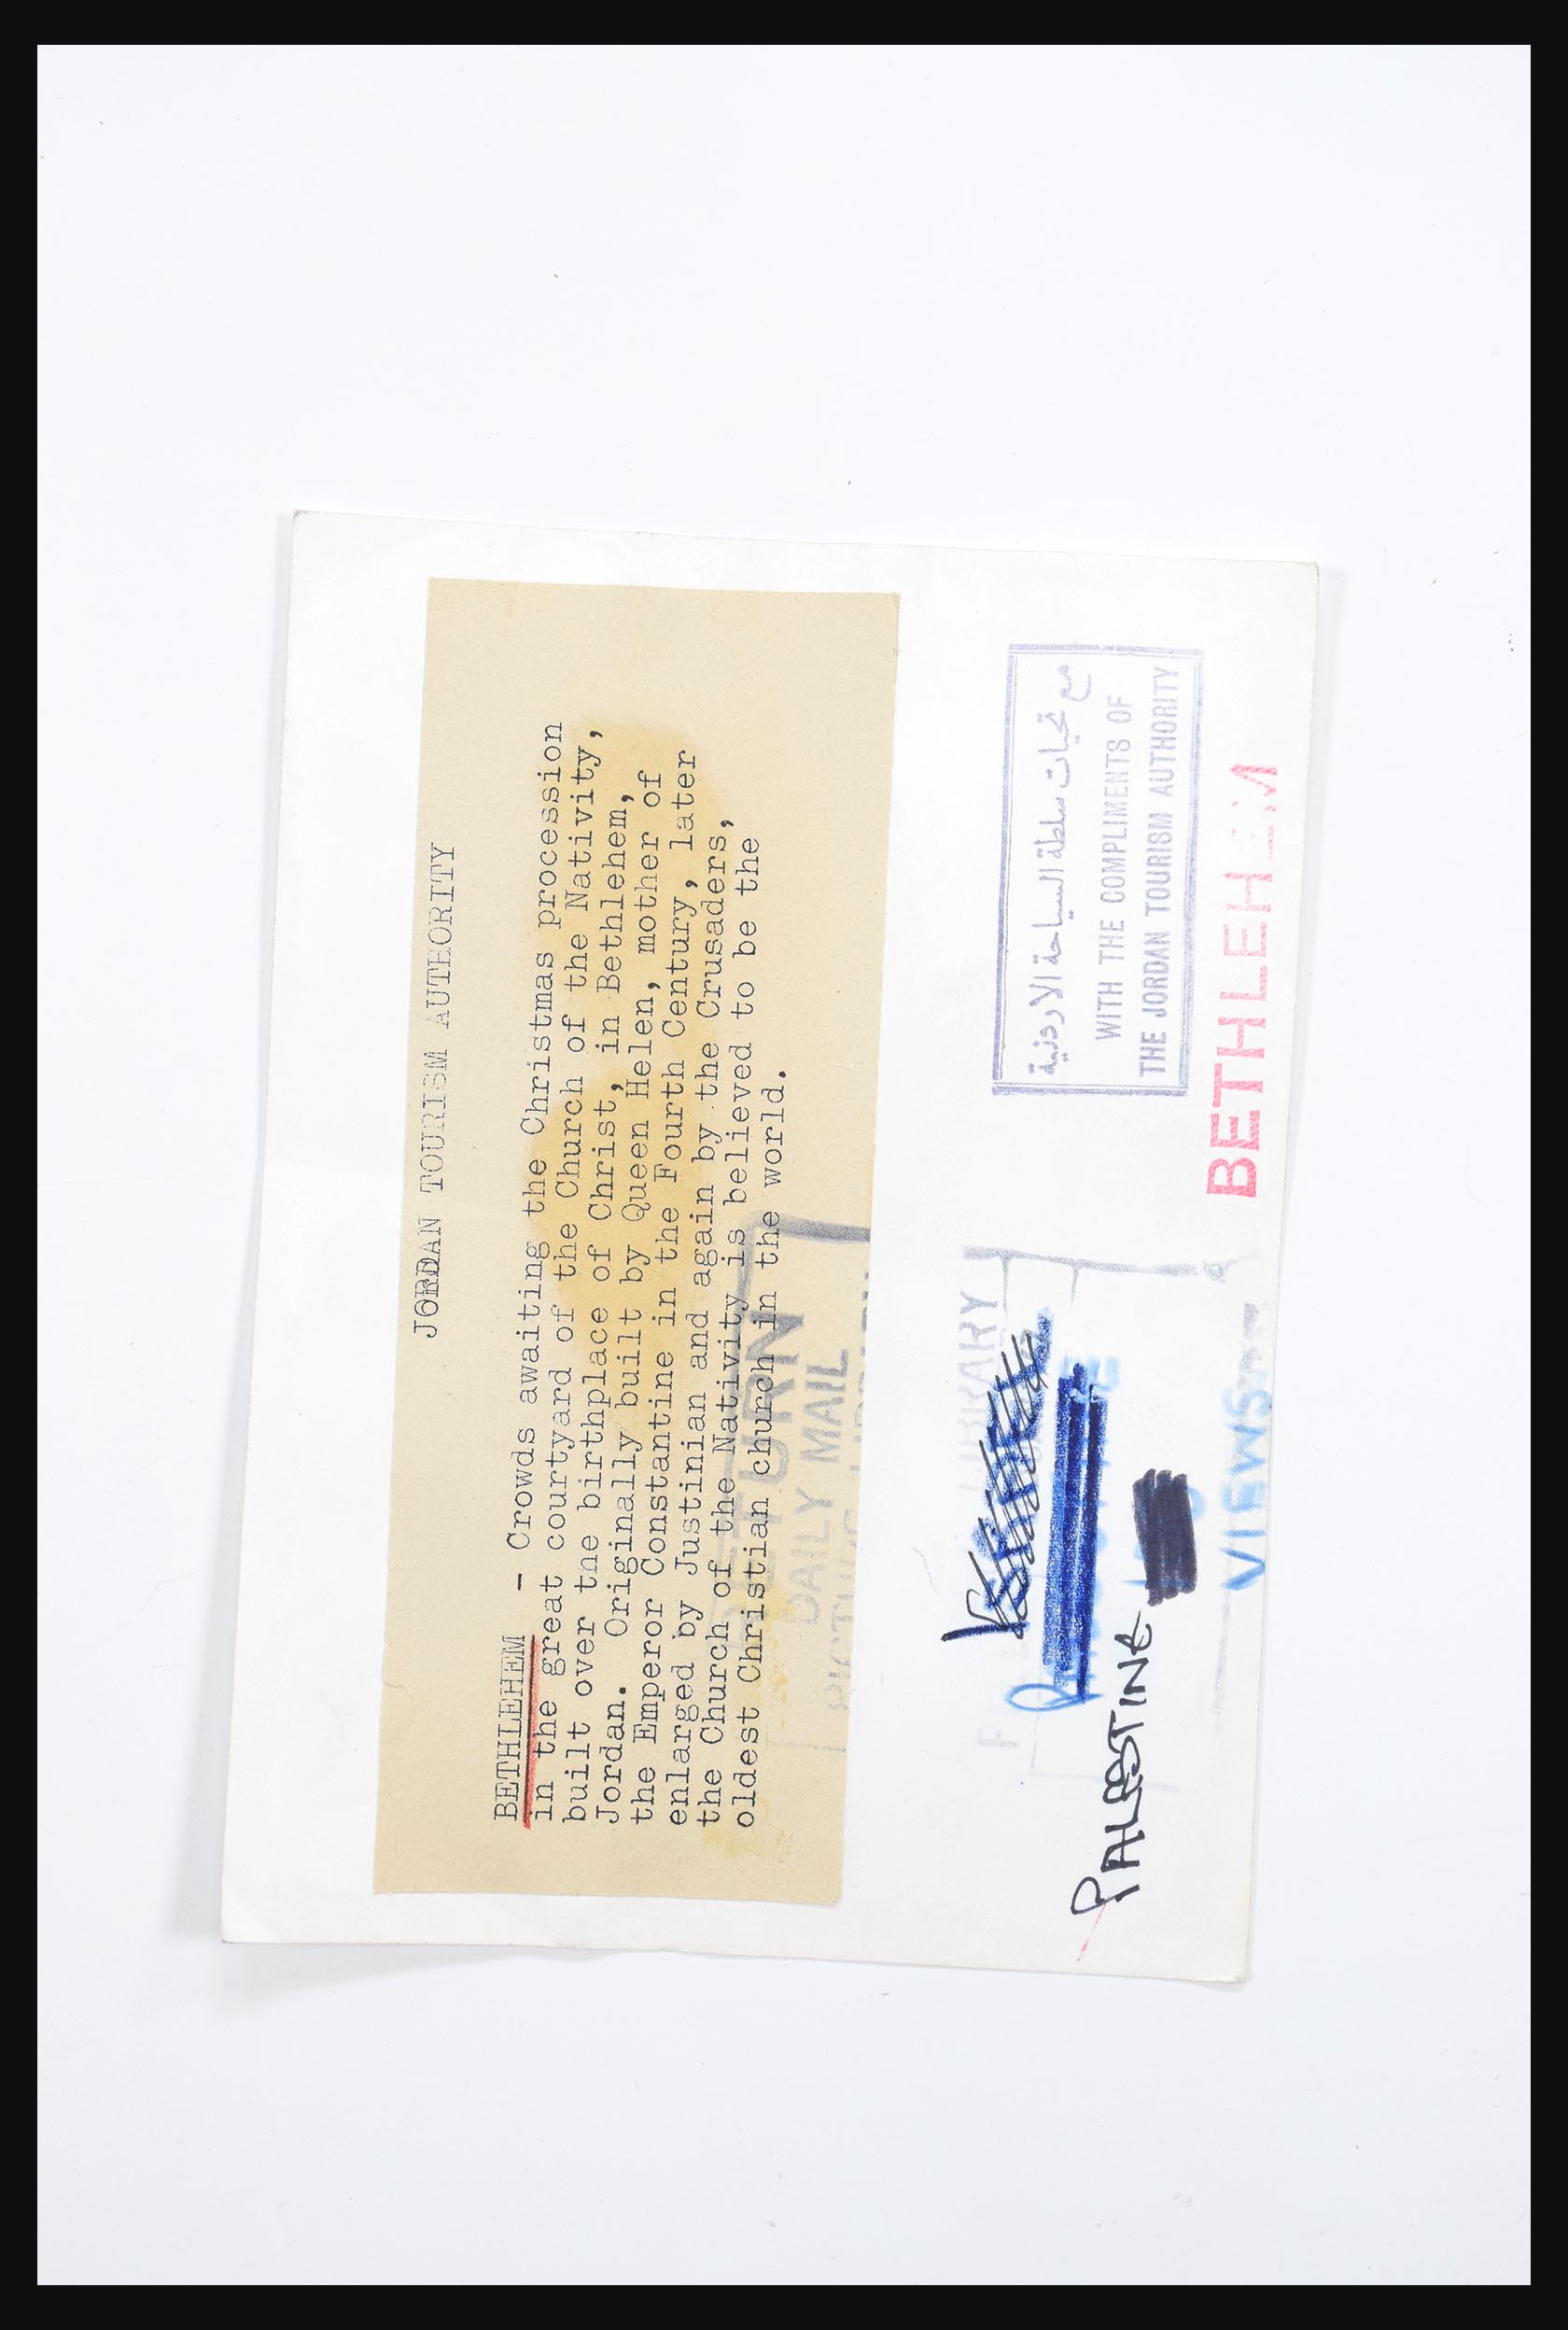 JORDAN TOURISM AUTHORITY
BETHLEHEM - Crowds awaiting the Christmas procession
in the great courtyard of the Church of the Nativity,
built over tne birthplace of Christ, in Bethlehem,
Jordan. Originally built by Queen Helen, mother of
the Emperor Constantine in the Fourth Century, later
enlarged by Justinian and again by the Crusaders,
the Church of the Nativity is believed to be the
oldest Christian church in the world.
RETURN
DAILY MAIL
PICTURE LIBRARY
مع تحيات سلطة السياحة الاردنية
WITH THE COMPLIMENTS OF
THE JORDAN TOURISM AUTHORITY
BETHLEHEM
PALESTINE
VIEWS